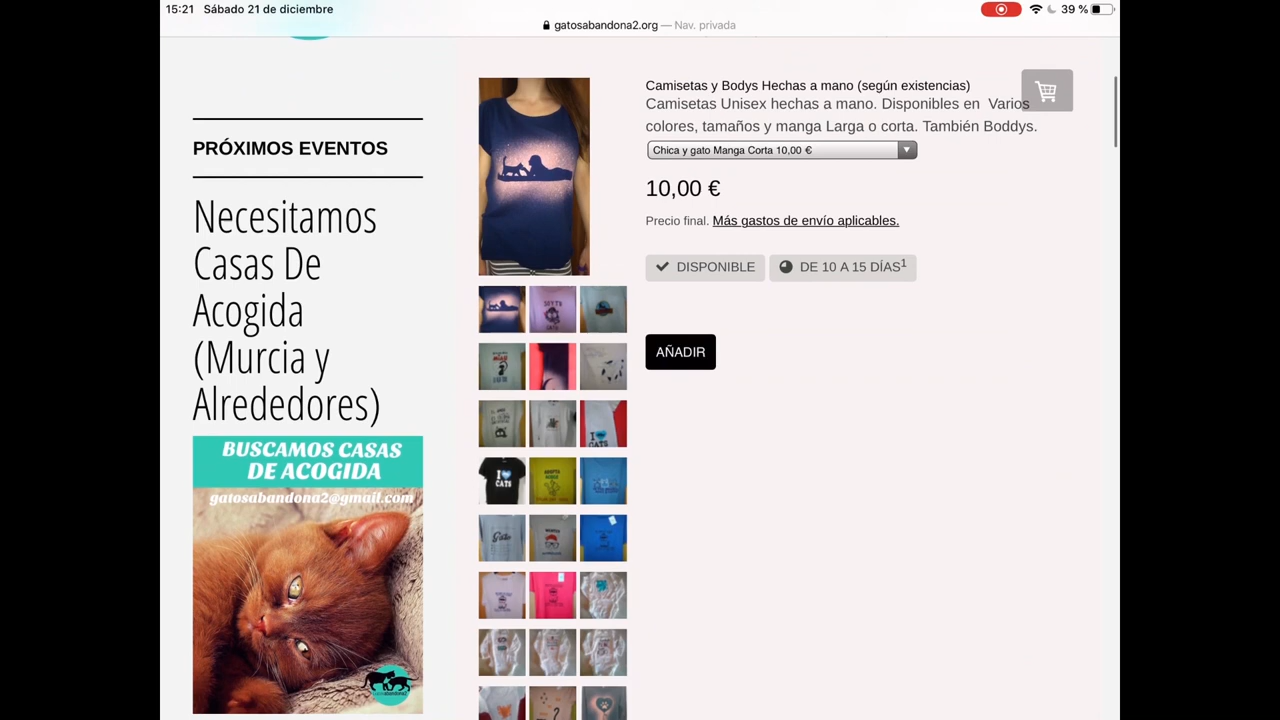 15:21 Sábado 21 de diciembre
39 %
gatosabandona2.org — Nav. privada
PRÓXIMOS EVENTOS
Necesitamos
Casas De
Acogida
(Murcia y
Alrededores)
BUSCAMOS CASAS
DE ACOGIDA
gatosabandona2@gmail.com
Camisetas y Bodys Hechas a mano (según existencias)
Camisetas Unisex hechas a mano. Disponibles en Varios
colores, tamaños y manga Larga o corta. También Boddys.
Chica y gato Manga Corta 10,00 €
10,00 €
Precio final. Más gastos de envío aplicables.
DISPONIBLE
DE 10 A 15 DÍAS1
AÑADIR
I
CATS
I
CATS